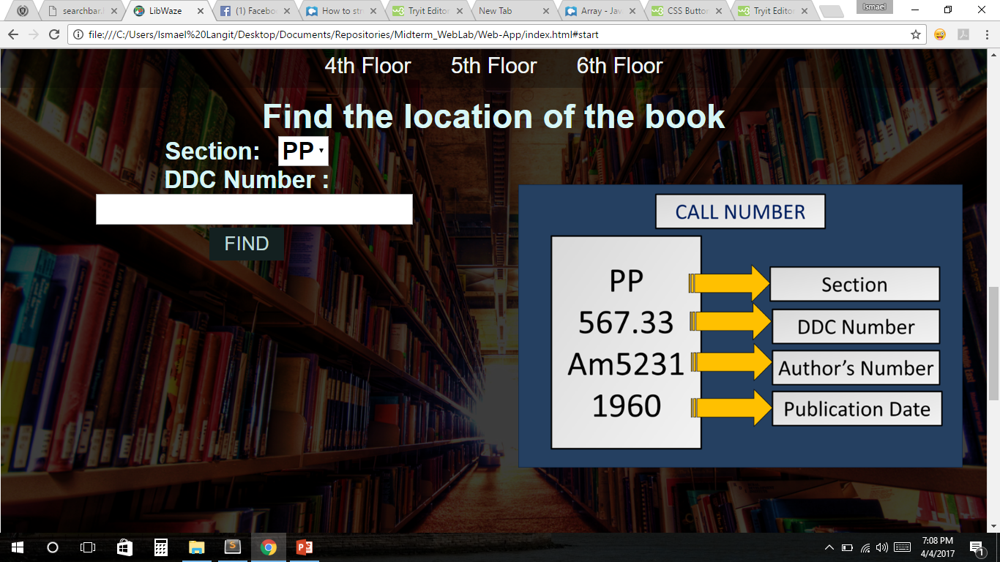 searchbar.
LibWaze
(1) Facebo
How to str
Tryit Editor
New Tab
Array - Jav
CSS Button
Tryit Editor
Ismael
file:///C:/Users/Ismael%20Langit/Desktop/Documents/Repositories/Midterm_WebLab/Web-App/index.html#start
4th Floor 5th Floor 6th Floor
Find the location of the book
Section: PP
DDC Number :
FIND
CALL NUMBER
PP Section
567.33 DDC Number
Am5231 Author's Number
1960 Publication Date
7:08 PM
4/4/2017
1